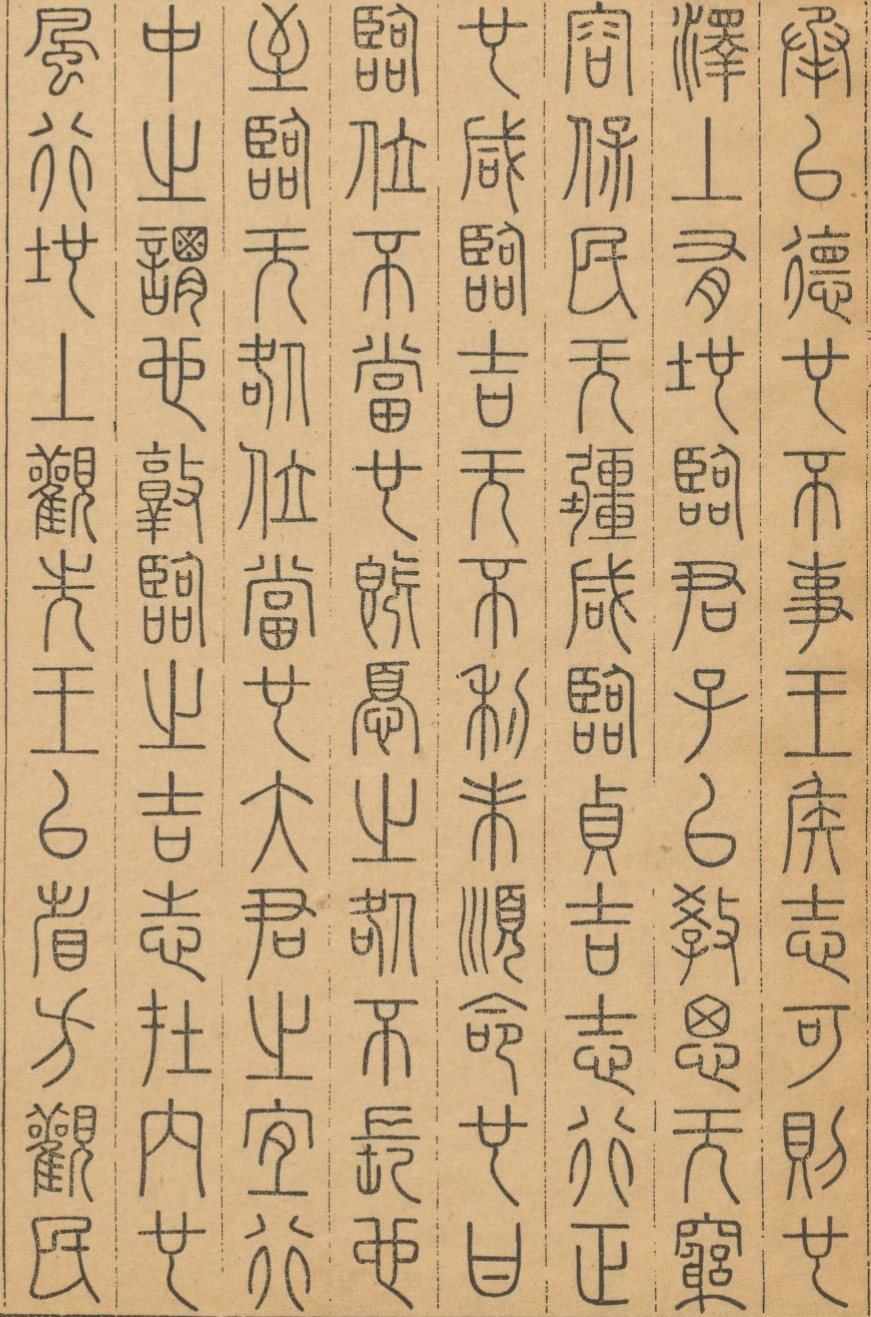 承以德也不事王侯志可則也
澤上有地臨君子以教思无窮
容保民无疆咸臨貞吉志行正
也咸臨吉无不利未順命也甘
臨位不當也既憂之咎不長也
至臨无咎位當也大君之宜行
中之謂也敦臨之吉志在內也
風行地上觀先王以省方觀民